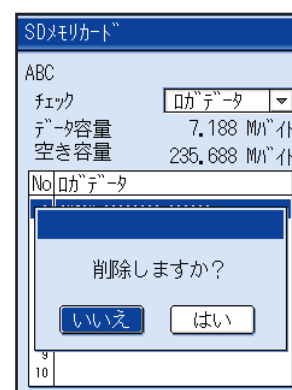 SDﾒﾓﾘｶｰﾄﾞ
ABC
ﾁｪｯｸ ﾛｶﾞﾃﾞｰﾀ
ﾃﾞｰﾀ容量 7.188 Mﾊﾞｲﾄ
空き容量 235.688 Mﾊﾞｲﾄ
No ﾛｶﾞﾃﾞｰﾀ
削除しますか？
いいえ はい
9
10